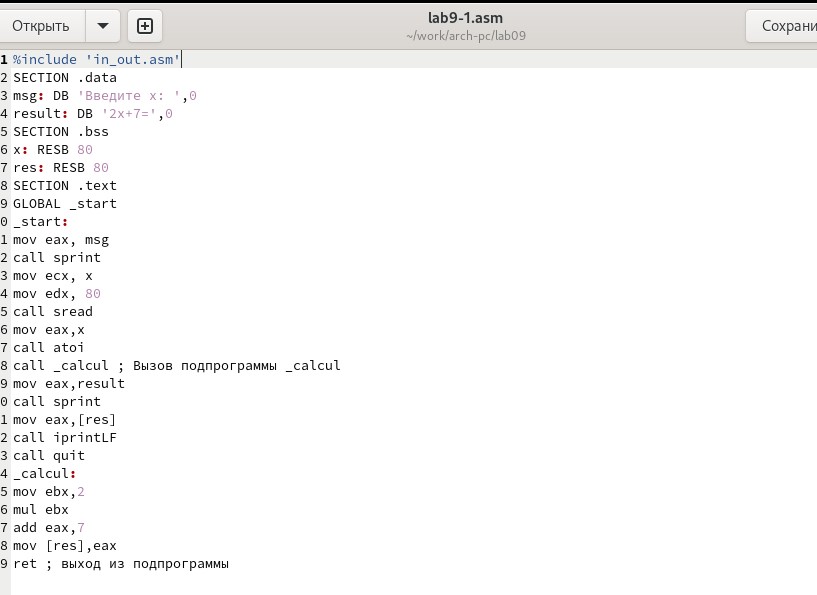 Открыть
lab9-1.asm
~/work/arch-pc/lab09
Сохрани
1 %include 'in_out.asm'
2 SECTION .data
3 msg: DB 'Введите x: ',0
4 result: DB '2x+7=',0
5 SECTION .bss
6 x: RESB 80
7 res: RESB 80
8 SECTION .text
9 GLOBAL _start
0 _start:
1 mov eax, msg
2 call sprint
3 mov ecx, x
4 mov edx, 80
5 call sread
6 mov eax,x
7 call atoi
8 call _calcul ; Вызов подпрограммы _calcul
9 mov eax,result
0 call sprint
1 mov eax,[res]
2 call iprintLF
3 call quit
4 _calcul:
5 mov ebx,2
6 mul ebx
7 add eax,7
8 mov [res],eax
9 ret ; выход из подпрограммы